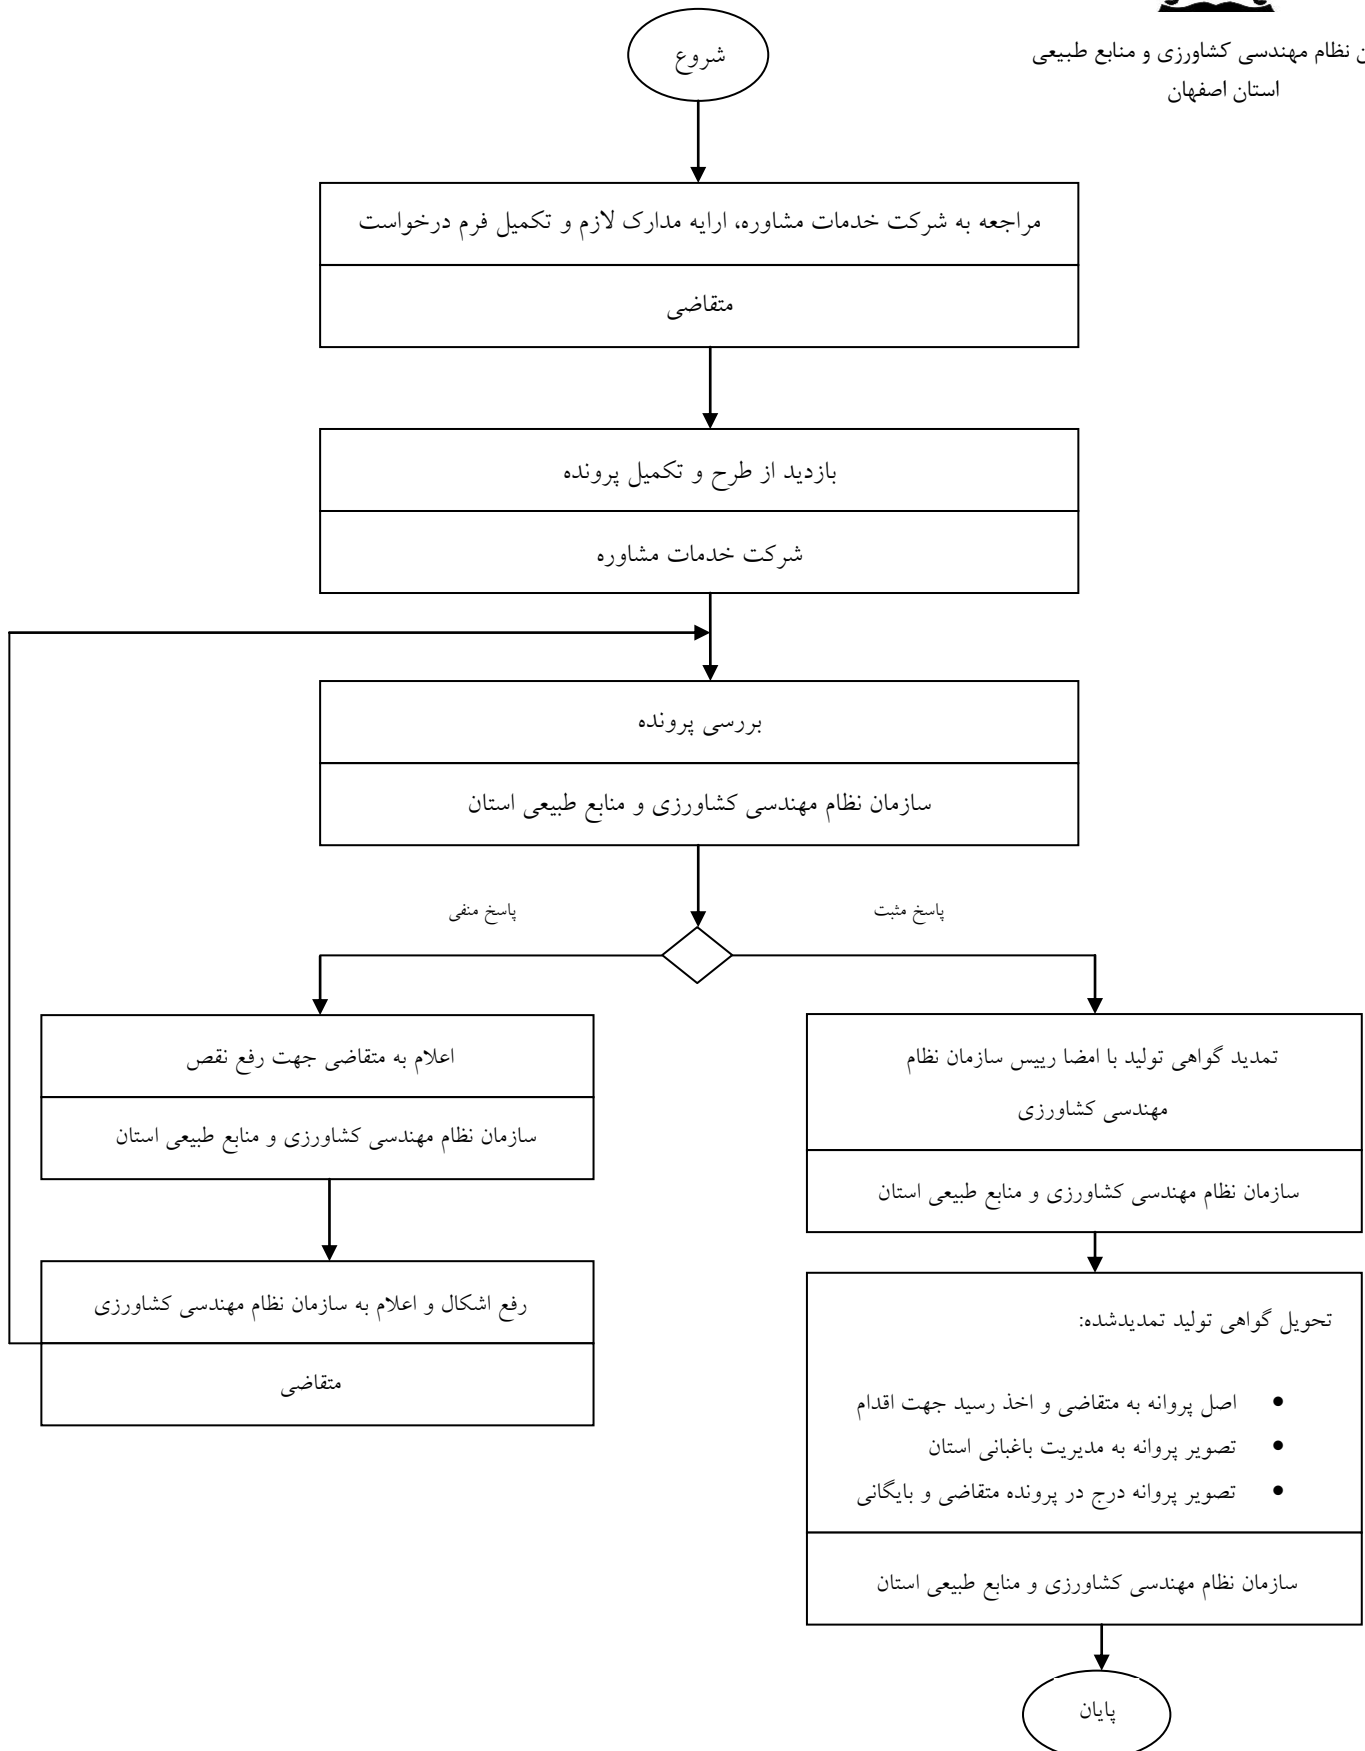 ن نظام مهندسی کشاورزی و منابع طبیعی
استان اصفهان
شروع
مراجعه به شرکت خدمات مشاوره، ارایه مدارک لازم و تکمیل فرم درخواست
متقاضی
بازدید از طرح و تکمیل پرونده
شرکت خدمات مشاوره
بررسی پرونده
سازمان نظام مهندسی کشاورزی و منابع طبیعی استان
پاسخ مثبت
پاسخ منفی
تمدید گواهی تولید با امضا رییس سازمان نظام
مهندسی کشاورزی
سازمان نظام مهندسی کشاورزی و منابع طبیعی استان
اعلام به متقاضی جهت رفع نقص
سازمان نظام مهندسی کشاورزی و منابع طبیعی استان
رفع اشکال و اعلام به سازمان نظام مهندسی کشاورزی
متقاضی
تحویل گواهی تولید تمدیدشده:
• اصل پروانه به متقاضی و اخذ رسید جهت اقدام
• تصویر پروانه به مدیریت باغبانی استان
• تصویر پروانه درج در پرونده متقاضی و بایگانی
سازمان نظام مهندسی کشاورزی و منابع طبیعی استان
پایان